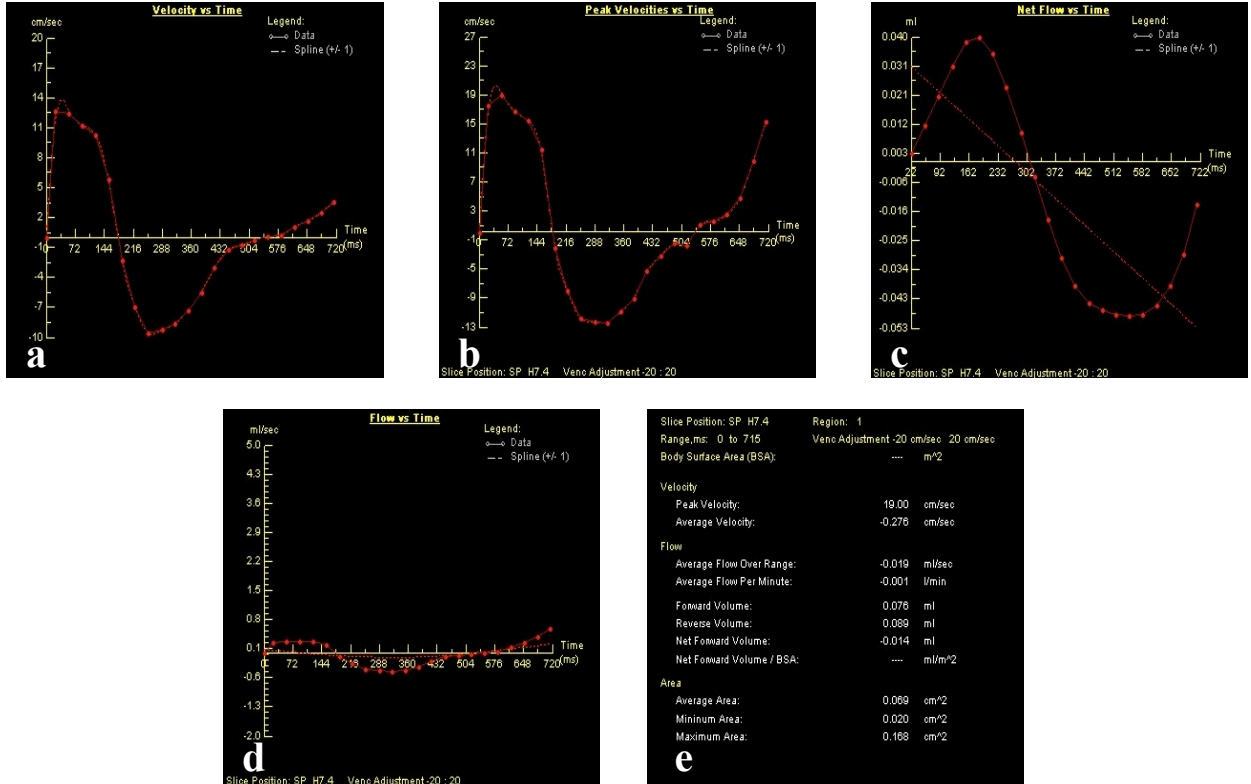 Velocity vs Time
cm/sec
Legend:
Data
Spline (+/- 1)
20
17
14
11
8
5
2
-1
-4
-7
-10
0 72 144 216 288 360 432 504 576 648 720
Time
(ms)
a
Peak Velocities vs Time
cm/sec
Legend:
Data
Spline (+/- 1)
27
23
19
15
11
7
3
-1
-5
-9
-13
0 72 144 216 288 360 432 504 576 648 720
Time
(ms)
b
Slice Position: SP H7.4 Venc Adjustment -20 : 20
Net Flow vs Time
ml
Legend:
Data
Spline (+/- 1)
0.040
0.031
0.021
0.012
0.003
-0.006
-0.016
-0.025
-0.034
-0.043
-0.053
22 92 162 232 302 372 442 512 582 652 722
Time
(ms)
c
Slice Position: SP H7.4 Venc Adjustment -20 : 20
Flow vs Time
ml/sec
Legend:
Data
Spline (+/- 1)
5.0
4.3
3.6
2.9
2.2
1.5
0.8
0.1
-0.6
-1.3
-2.0
0 72 144 216 288 360 432 504 576 648 720
Time
(ms)
d
Slice Position: SP H7.4 Venc Adjustment -20 : 20
Slice Position: SP H7.4 Region: 1
Range,ms: 0 to 715 Venc Adjustment -20 cm/sec 20 cm/sec
Body Surface Area (BSA): ---- m^2
Velocity
Peak Velocity: 19.00 cm/sec
Average Velocity: -0.276 cm/sec
Flow
Average Flow Over Range: -0.019 ml/sec
Average Flow Per Minute: -0.001 l/min
Forward Volume: 0.076 ml
Reverse Volume: 0.089 ml
Net Forward Volume: -0.014 ml
Net Forward Volume / BSA: ---- ml/m^2
Area
Average Area: 0.069 cm^2
Mininum Area: 0.020 cm^2
Maximum Area: 0.168 cm^2
e